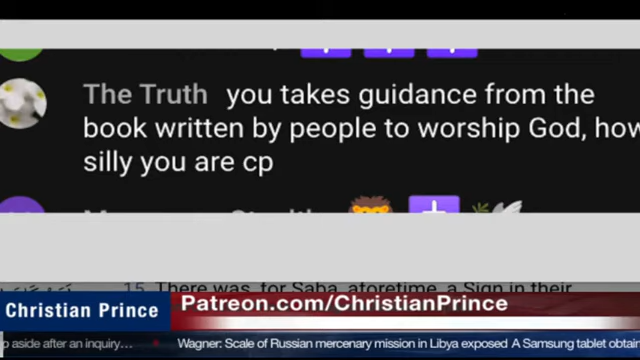 The Truth you takes guidance from the
book written by people to worship God, how
silly you are cp
15 There was, for Saba, aforetime, a Sign in their
Christian Prince
Patreon.com/ChristianPrince
p aside after an inquiry... Wagner: Scale of Russian mercenary mission in Libya exposed A Samsung tablet obtain